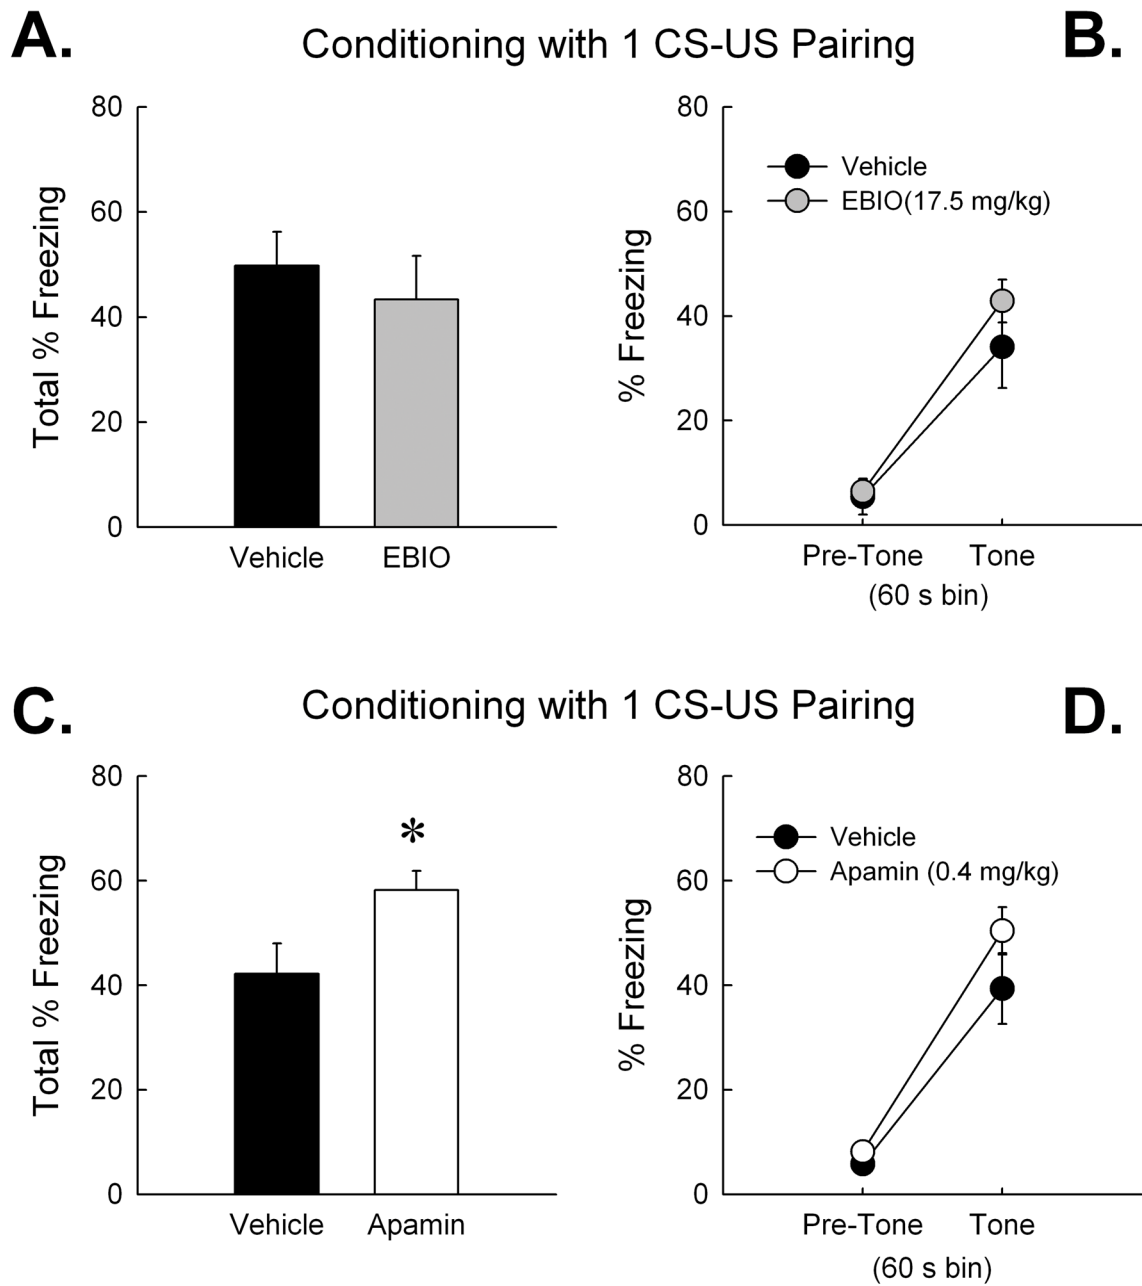 A.
Conditioning with 1 CS-US Pairing
B.
Total % Freezing
80
60
40
20
0
Vehicle
EBIO
% Freezing
80
60
40
20
0
Vehicle
EBIO(17.5 mg/kg)
Pre-Tone
Tone
(60 s bin)
C.
Conditioning with 1 CS-US Pairing
D.
Total % Freezing
80
60
40
20
0
*
Vehicle
Apamin
% Freezing
80
60
40
20
0
Vehicle
Apamin (0.4 mg/kg)
Pre-Tone
Tone
(60 s bin)